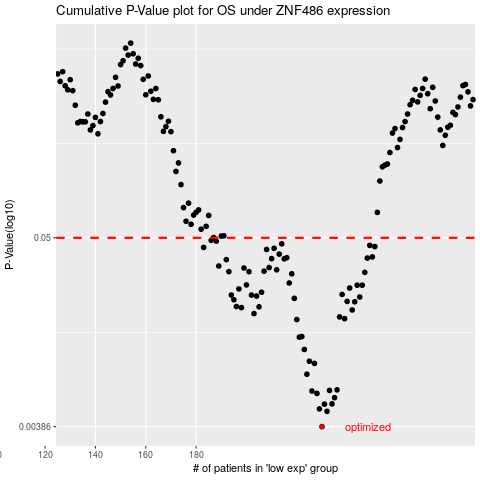 Cumulative P-Value plot for OS under ZNF486 expression
P-Value(log10)
0.05
0.00386
optimized
0 120 140 160 180
# of patients in 'low exp' group